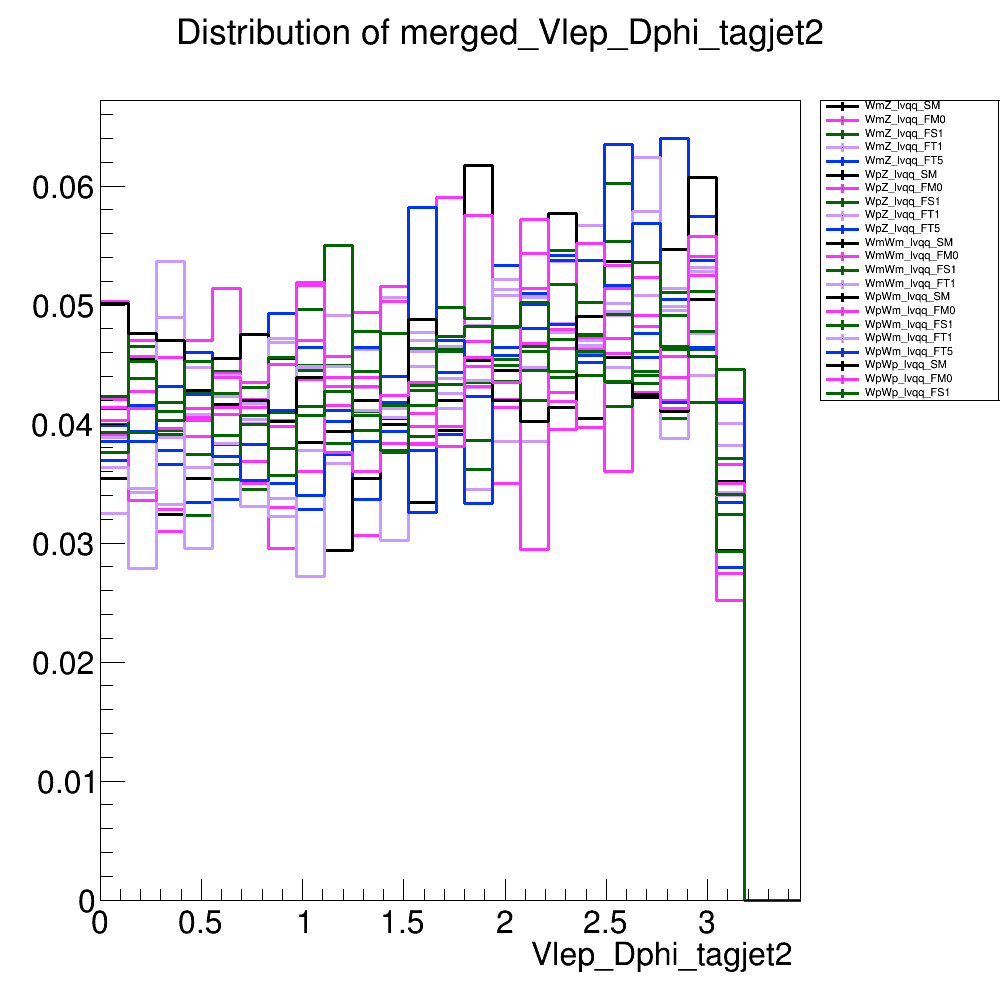 Distribution of merged_Vlep_Dphi_tagjet2
WmZ_lvqq_SM
WmZ_lvqq_FM0
WmZ_lvqq_FS1
WmZ_lvqq_FT1
WmZ_lvqq_FT5
WpZ_lvqq_SM
WpZ_lvqq_FM0
WpZ_lvqq_FS1
WpZ_lvqq_FT1
WpZ_lvqq_FT5
WmWm_lvqq_SM
WmWm_lvqq_FM0
WmWm_lvqq_FS1
WmWm_lvqq_FT1
WpWm_lvqq_SM
WpWm_lvqq_FM0
WpWm_lvqq_FS1
WpWm_lvqq_FT1
WpWm_lvqq_FT5
WpWp_lvqq_SM
WpWp_lvqq_FM0
WpWp_lvqq_FS1
0.06
0.05
0.04
0.03
0.02
0.01
0
0 0.5 1 1.5 2 2.5 3
Vlep_Dphi_tagjet2